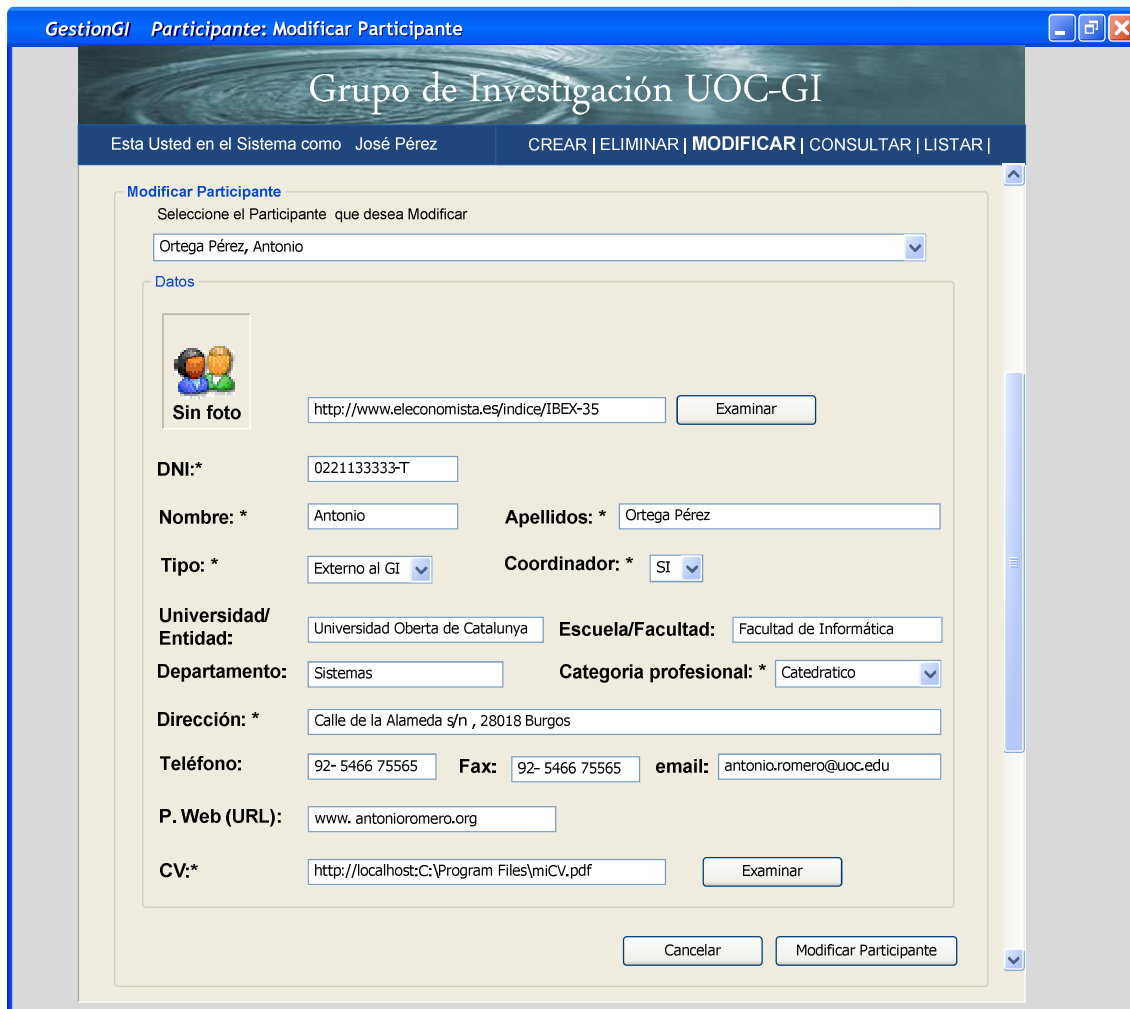 GestionGI Participante: Modificar Participante
Grupo de Investigación UOC-GI
Esta Usted en el Sistema como José Pérez
CREAR | ELIMINAR | MODIFICAR | CONSULTAR | LISTAR |
Modificar Participante
Seleccione el Participante que desea Modificar
Ortega Pérez, Antonio
Datos
Sin foto
http://www.eleconomista.es/indice/IBEX-35 Examinar
DNI:* 0221133333-T
Nombre: * Antonio Apellidos: * Ortega Pérez
Tipo: * Externo al GI Coordinador: * SI
Universidad/
Entidad: Universidad Oberta de Catalunya Escuela/Facultad: Facultad de Informática
Departamento: Sistemas Categoria profesional: * Catedratico
Dirección: * Calle de la Alameda s/n , 28018 Burgos
Teléfono: 92- 5466 75565 Fax: 92- 5466 75565 email: antonio.romero@uoc.edu
P. Web (URL): www. antonioromero.org
CV:* http://localhost:C:\Program Files\miCV.pdf Examinar
Cancelar Modificar Participante